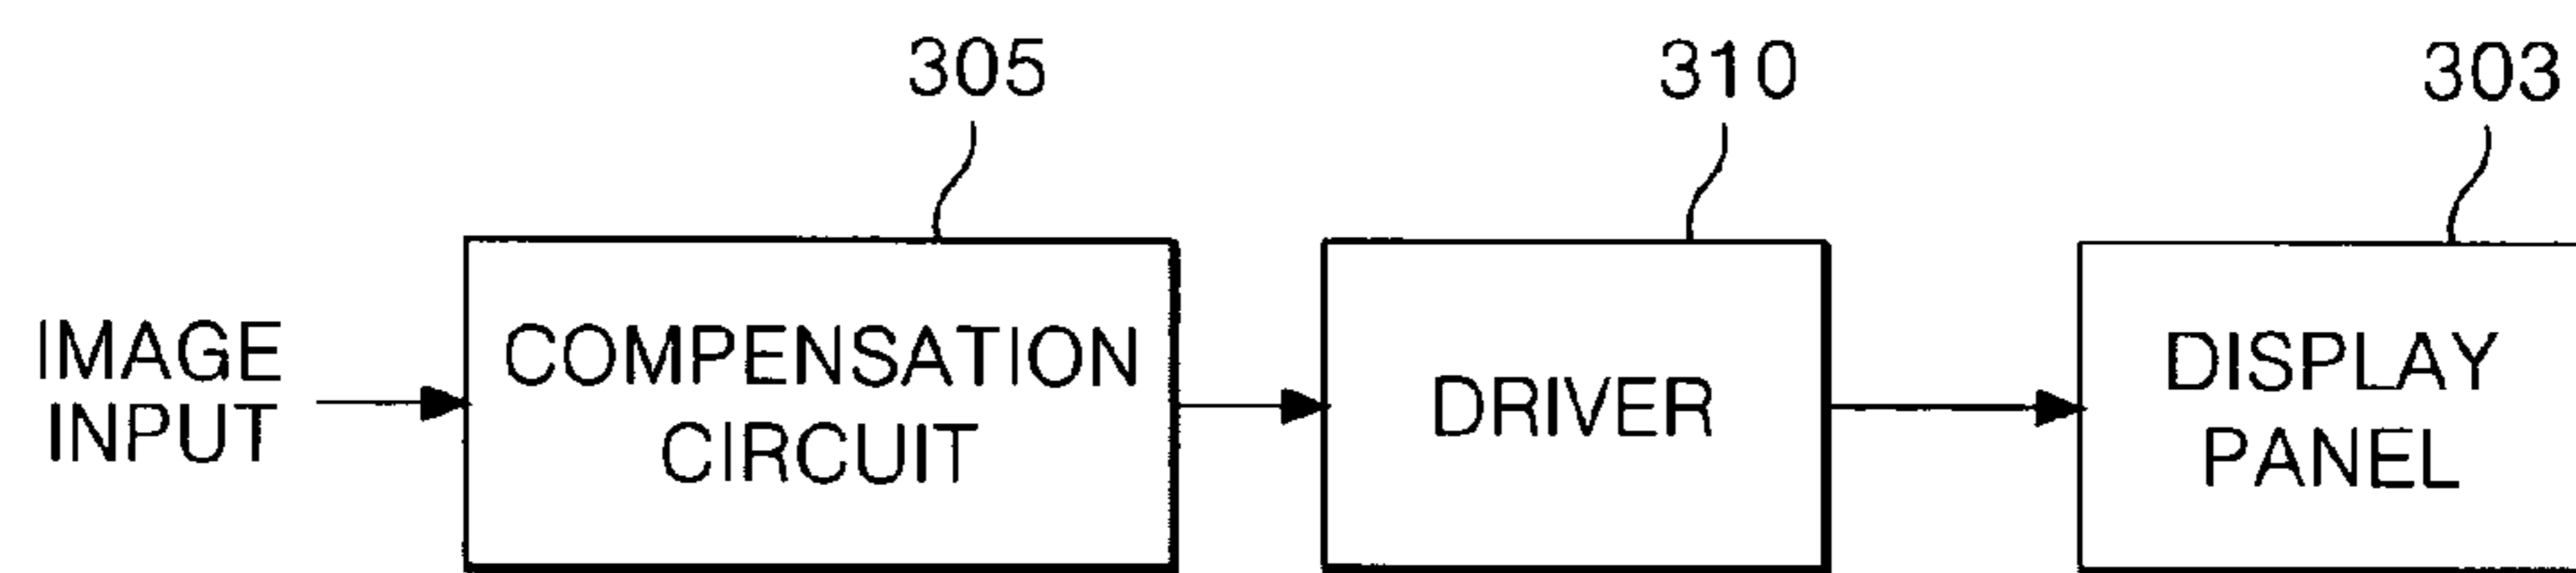 305
310
303
IMAGE
INPUT
COMPENSATION
CIRCUIT
DRIVER
DISPLAY
PANEL